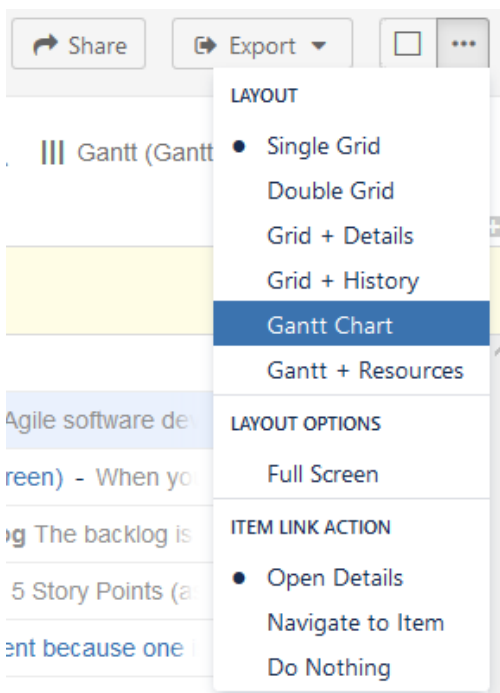 Share Export
LAYOUT
Gantt (Gantt
Single Grid
Double Grid
Grid + Details
Grid + History
Gantt Chart
Gantt + Resources
Agile software de
LAYOUT OPTIONS
reen) - When yo
Full Screen
og The backlog is
ITEM LINK ACTION
5 Story Points (a
Open Details
Navigate to Item
ent because one
Do Nothing